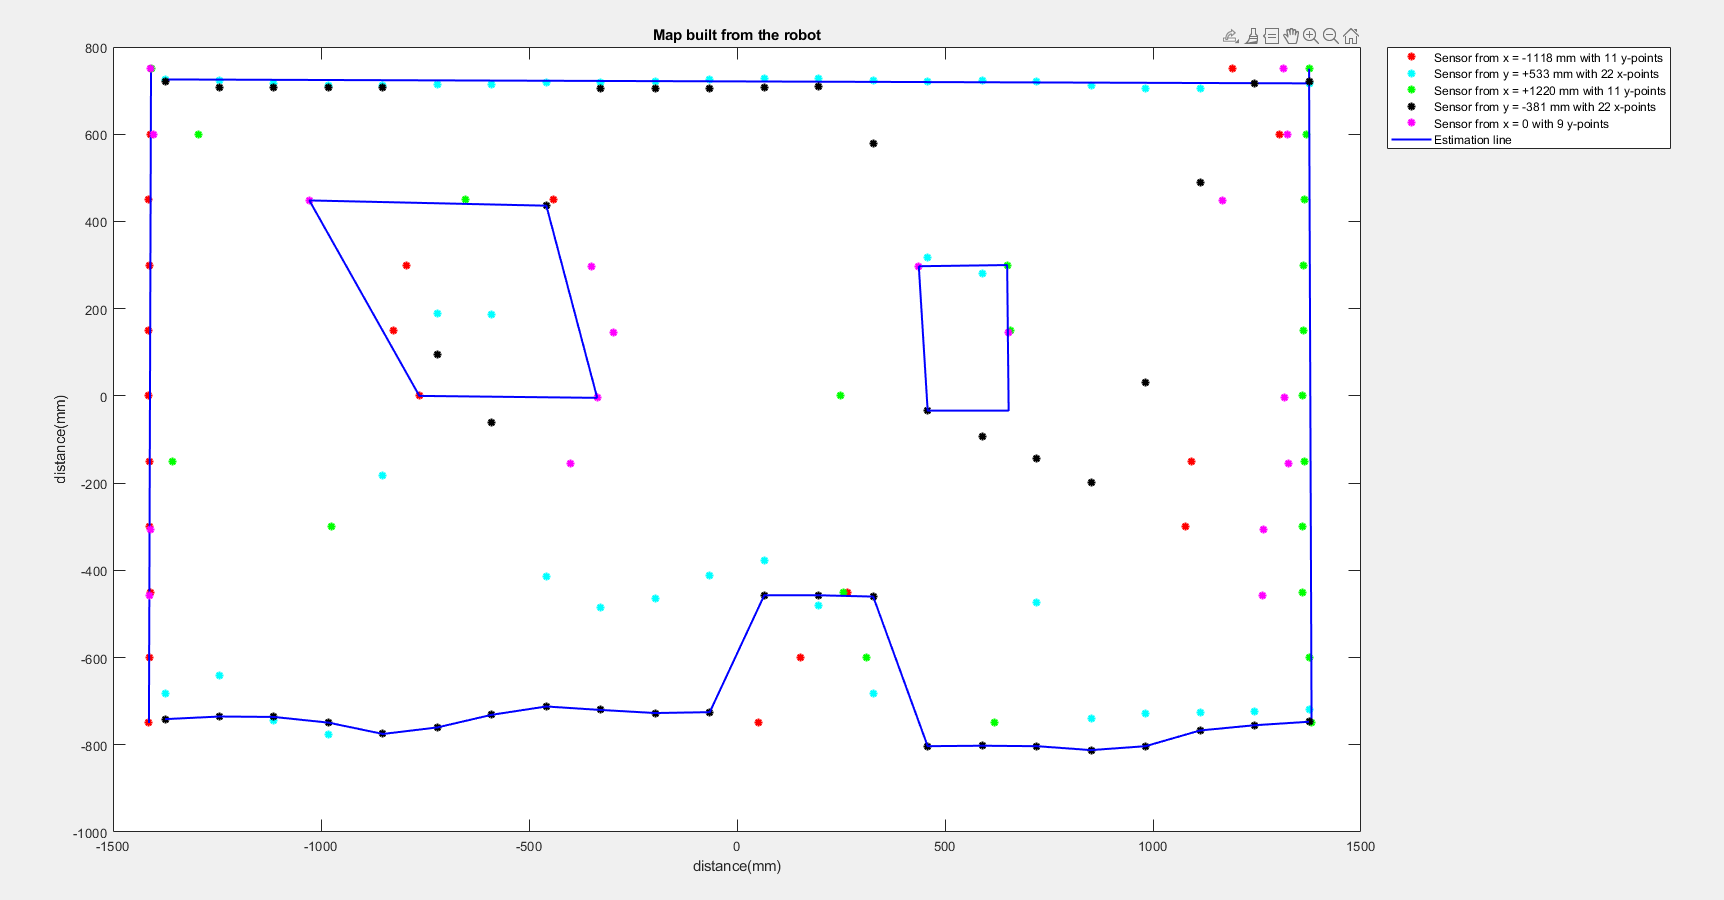 Map built from the robot
800
600
400
200
0
-200
-400
-600
-800
-1000
distance(mm)
-1500
-1000
-500
0
500
1000
1500
distance(mm)
Sensor from x = -1118 mm with 11 y-points
Sensor from y = +533 mm with 22 x-points
Sensor from x = +1220 mm with 11 y-points
Sensor from y = -381 mm with 22 x-points
Sensor from x = 0 with 9 y-points
Estimation line